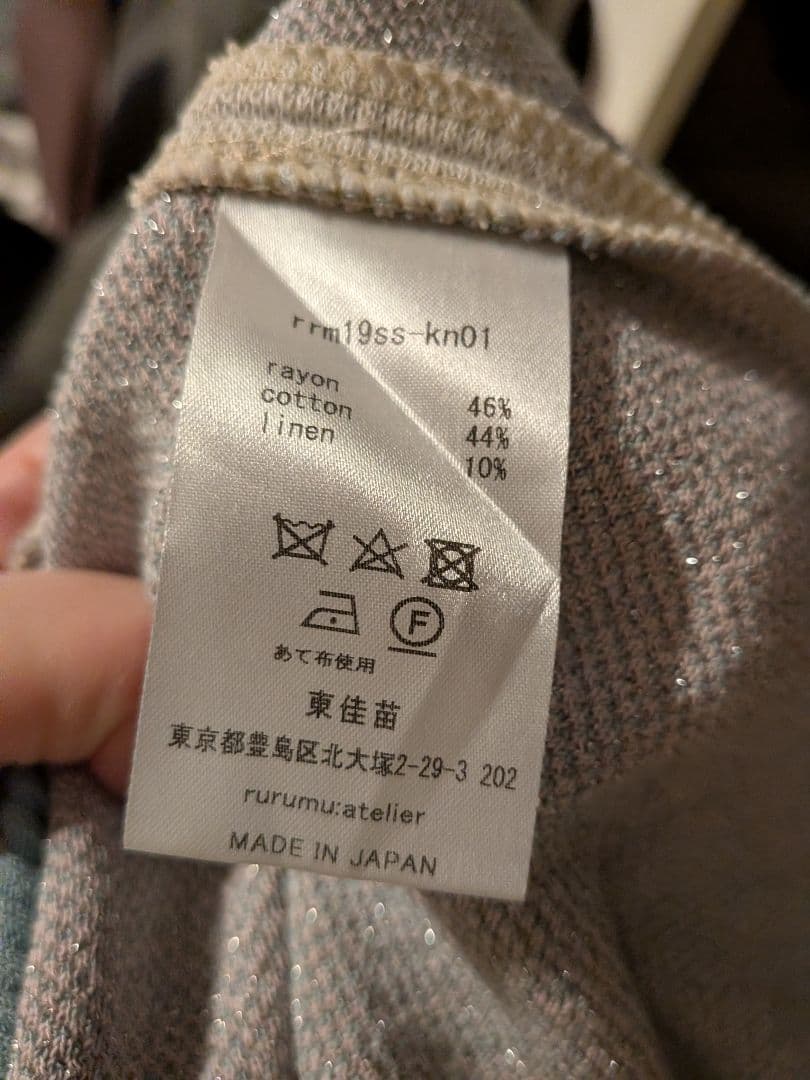 rrm19ss-kn01
rayon 46%
cotton 44%
linen 10%
F
あて布使用
東佳苗
東京都豊島区北大塚2-29-3 202
rurumu:atelier
MADE IN JAPAN